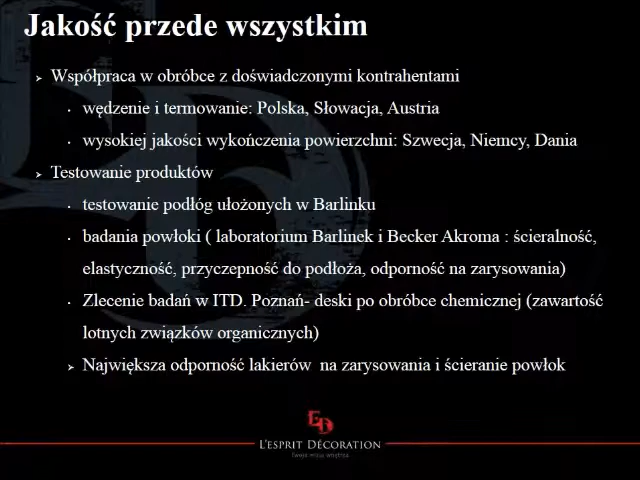 Jakość przede wszystkim
Współpraca w obróbce z doświadczonymi kontrahentami
wędzenie i termowanie: Polska, Słowacja, Austria
wysokiej jakości wykończenia powierzchni: Szwecja, Niemcy, Dania
Testowanie produktów
testowanie podłóg ułożonych w Barlinku
badania powłoki ( laboratorium Barlinek i Becker Akroma : ścieralność,
elastyczność, przyczepność do podłoża, odporność na zarysowania)
Zlecenie badań w ITD. Poznań- deski po obróbce chemicznej (zawartość
lotnych związków organicznych)
Największa odporność lakierów na zarysowania i ścieranie powłok
ED
L'ESPRIT DÉCORATION